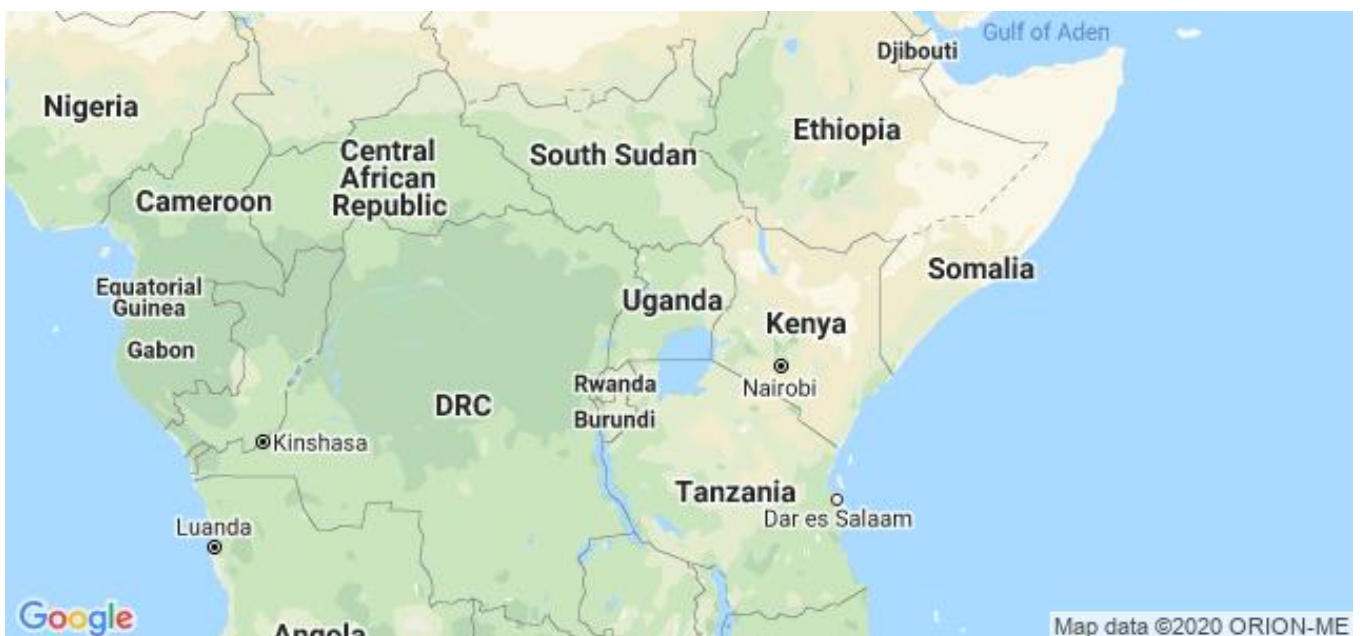 Gulf of Aden
Djibouti
Nigeria
Ethiopia
Central
African
Republic
South Sudan
Cameroon
Somalia
Equatorial
Guinea
Uganda
Kenya
Gabon
Rwanda
Nairobi
DRC
Burundi
Kinshasa
Tanzania
Dar es Salaam
Luanda
Google
Angola
Map data ©2020 ORION-ME